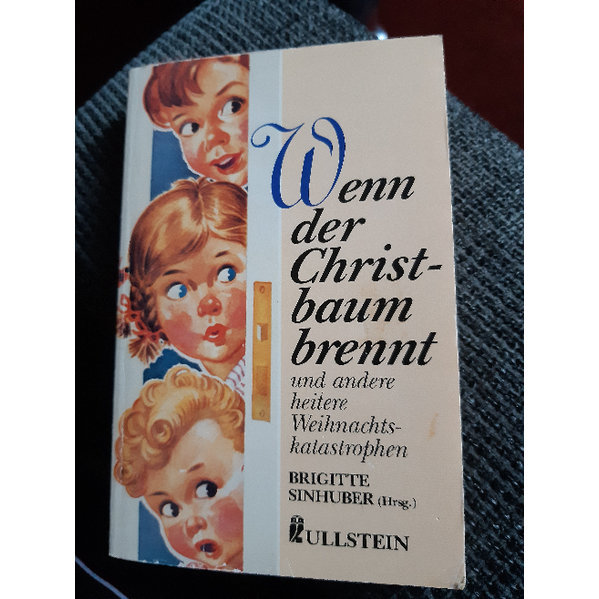 Wenn
der
Christ-
baum
brennt
und andere
heitere
Weihnachts-
katastrophen
BRIGITTE
SINHUBER (Hrsg.)
ULLSTEIN